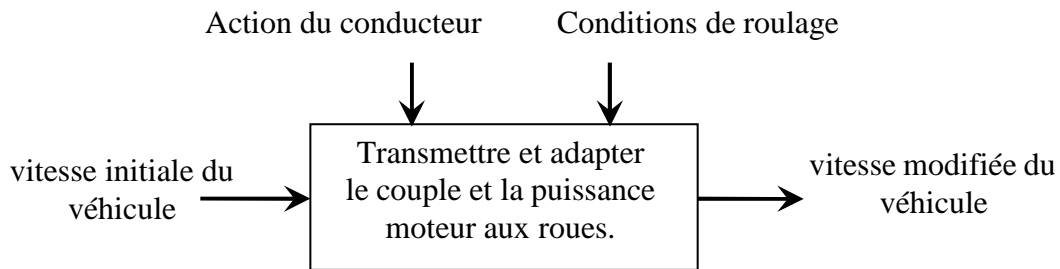 Action du conducteur
Conditions de roulage
Transmettre et adapter
le couple et la puissance
moteur aux roues.
vitesse initiale du
véhicule
vitesse modifiée du
véhicule